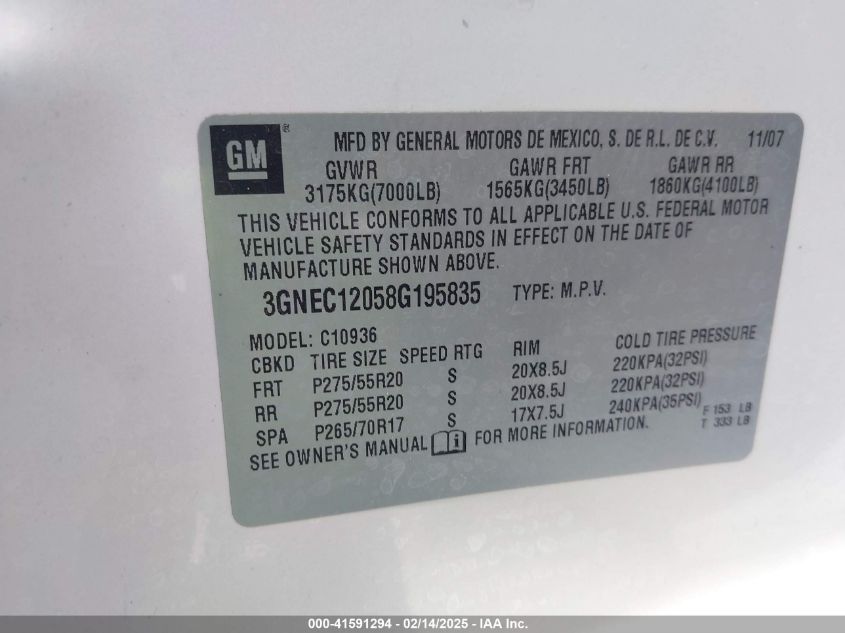 GM ®
MFD BY GENERAL MOTORS DE MEXICO, S. DE R.L. DE C.V. 11/07
GVWR GAWR FRT GAWR RR
3175KG(7000LB) 1565KG(3450LB) 1860KG(4100LB)
THIS VEHICLE CONFORMS TO ALL APPLICABLE U.S. FEDERAL MOTOR
VEHICLE SAFETY STANDARDS IN EFFECT ON THE DATE OF
MANUFACTURE SHOWN ABOVE.
3GNEC12058G195835 TYPE: M.P.V.
MODEL: C10936
CBKD TIRE SIZE SPEED RTG RIM COLD TIRE PRESSURE
FRT P275/55R20 S 20X8.5J 220KPA(32PSI)
RR P275/55R20 S 20X8.5J 220KPA(32PSI)
SPA P265/70R17 S 17X7.5J 240KPA(35PSI) F 153 LB
SEE OWNER'S MANUAL i FOR MORE INFORMATION. T 333 LB
000-41591294 - 02/14/2025 - IAA Inc.